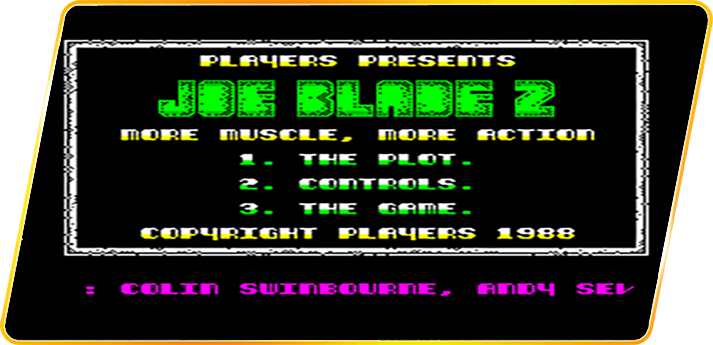 PLAYERS PRESENTS
JOE BLADE 2
MORE MUSCLE, MORE ACTION
1. THE PLOT.
2. CONTROLS.
3. THE GAME.
COPYRIGHT PLAYERS 1988
: COLIN SWINBOURNE, ANDY SEV